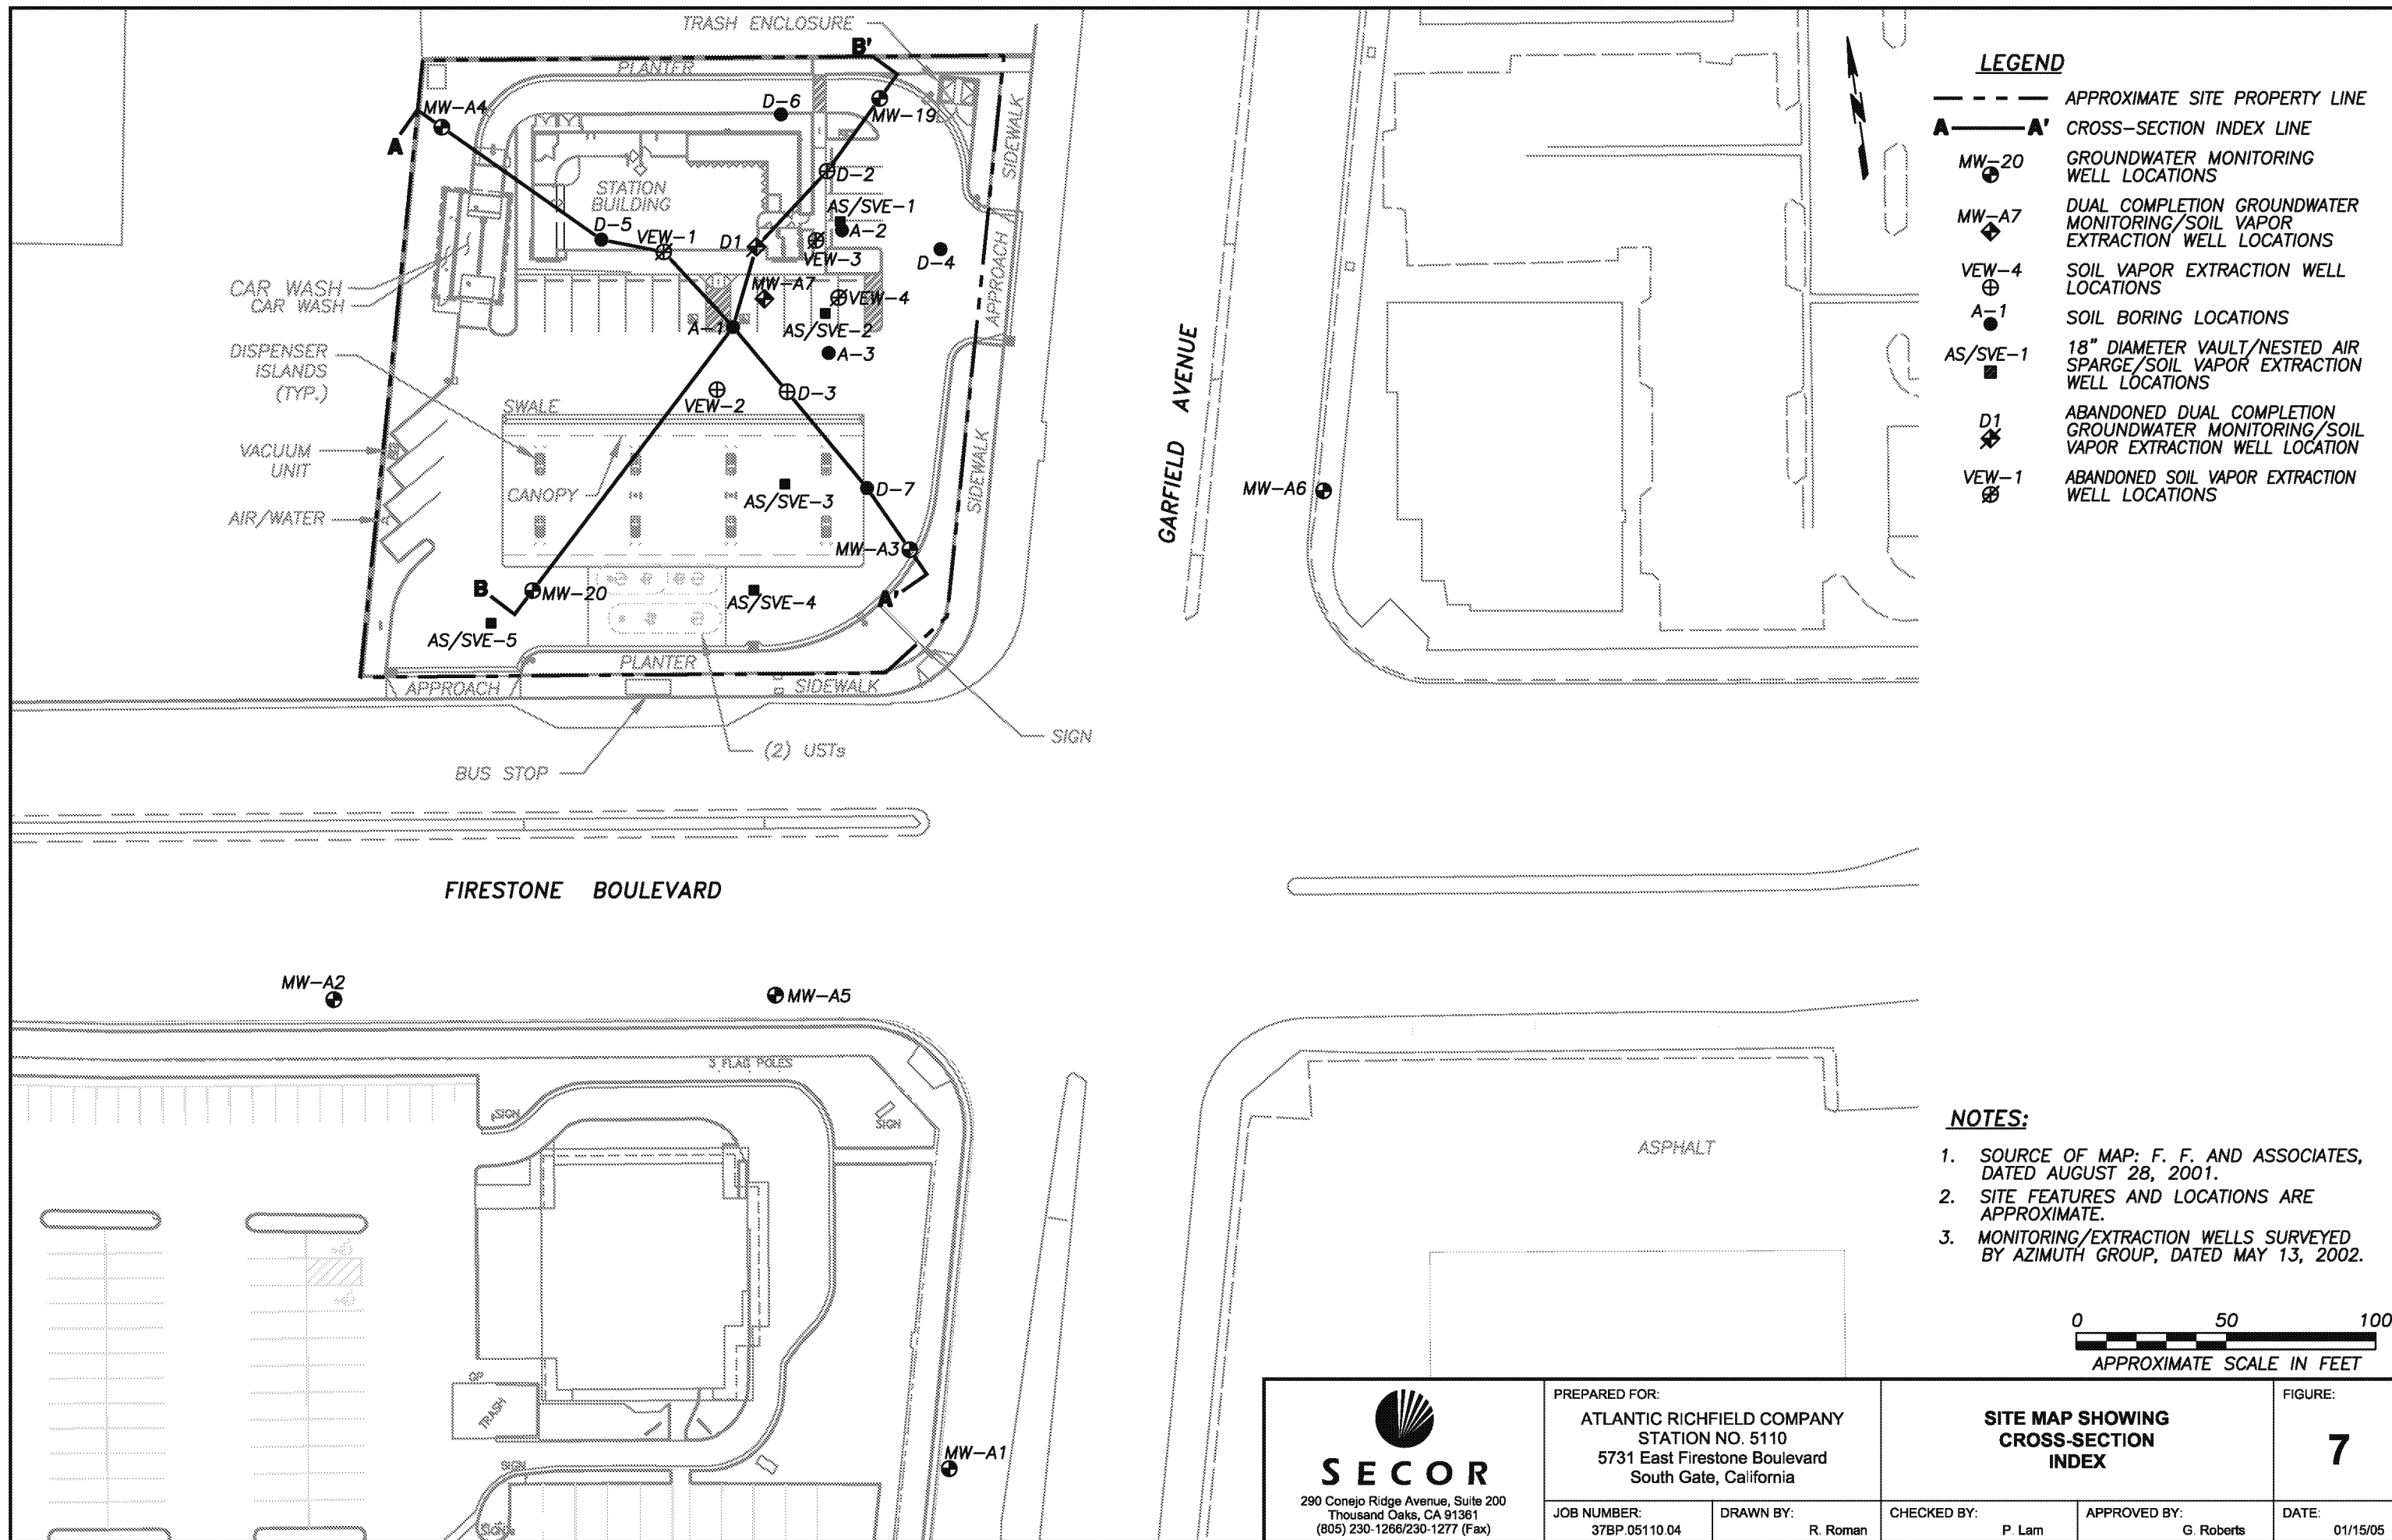 TRASH ENCLOSURE
B'
PLANTER
MW-A4
D-6
MW-19
SIDEWALK
A
D-2
STATION
BUILDING
AS/SVE-1
D-5
VEW-1
D1
A-2
VEW-3
D-4
APPROACH
CAR WASH
CAR WASH
MW-A7
VEW-4
A-1
AS/SVE-2
DISPENSER
ISLANDS
(TYP.)
A-3
VEW-2
D-3
SWALE
VACUUM
UNIT
CANOPY
AS/SVE-3
D-7
SIDEWALK
AIR/WATER
MW-A3
B
MW-20
AS/SVE-4
A'
AS/SVE-5
PLANTER
APPROACH
SIDEWALK
SIGN
(2) USTs
BUS STOP
GARFIELD AVENUE
MW-A6
FIRESTONE BOULEVARD
MW-A2
MW-A5
3 FLAG POLES
SIGN
SIGN
ASPHALT
GP
TRASH
SIGN
MW-A1
LEGEND
APPROXIMATE SITE PROPERTY LINE
A A' CROSS-SECTION INDEX LINE
MW-20 GROUNDWATER MONITORING
WELL LOCATIONS
MW-A7 DUAL COMPLETION GROUNDWATER
MONITORING/SOIL VAPOR
EXTRACTION WELL LOCATIONS
VEW-4 SOIL VAPOR EXTRACTION WELL
LOCATIONS
A-1 SOIL BORING LOCATIONS
AS/SVE-1 18" DIAMETER VAULT/NESTED AIR
SPARGE/SOIL VAPOR EXTRACTION
WELL LOCATIONS
D1 ABANDONED DUAL COMPLETION
GROUNDWATER MONITORING/SOIL
VAPOR EXTRACTION WELL LOCATION
VEW-1 ABANDONED SOIL VAPOR EXTRACTION
WELL LOCATIONS
NOTES:
1. SOURCE OF MAP: F. F. AND ASSOCIATES,
DATED AUGUST 28, 2001.
2. SITE FEATURES AND LOCATIONS ARE
APPROXIMATE.
3. MONITORING/EXTRACTION WELLS SURVEYED
BY AZIMUTH GROUP, DATED MAY 13, 2002.
0 50 100
APPROXIMATE SCALE IN FEET
SECOR
290 Conejo Ridge Avenue, Suite 200
Thousand Oaks, CA 91361
(805) 230-1266/230-1277 (Fax)
PREPARED FOR:
ATLANTIC RICHFIELD COMPANY
STATION NO. 5110
5731 East Firestone Boulevard
South Gate, California
SITE MAP SHOWING
CROSS-SECTION
INDEX
FIGURE:
7
JOB NUMBER:
37BP.05110.04
DRAWN BY:
R. Roman
CHECKED BY:
P. Lam
APPROVED BY:
G. Roberts
DATE:
01/15/05